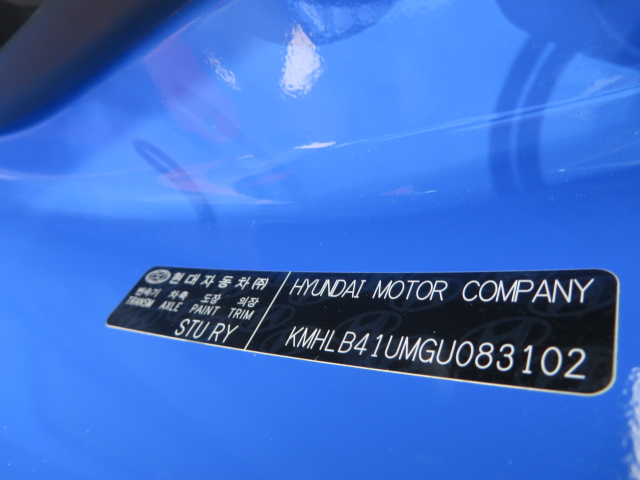 현대자동차㈜
변속기 차축 도장 외장
TRANSM AXLE PAINT TRIM
STU RY
HYUNDAI MOTOR COMPANY
KMHLB41UMGU083102